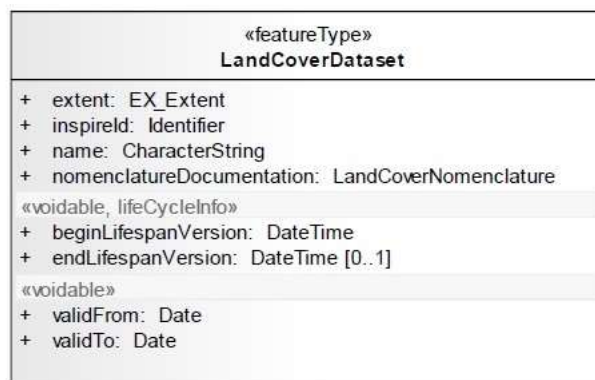 «featureType»
LandCoverDataset
+ extent: EX_Extent
+ inspireId: Identifier
+ name: CharacterString
+ nomenclatureDocumentation: LandCoverNomenclature
«voidable, lifeCycleInfo»
+ beginLifespanVersion: DateTime
+ endLifespanVersion: DateTime [0..1]
«voidable»
+ validFrom: Date
+ validTo: Date